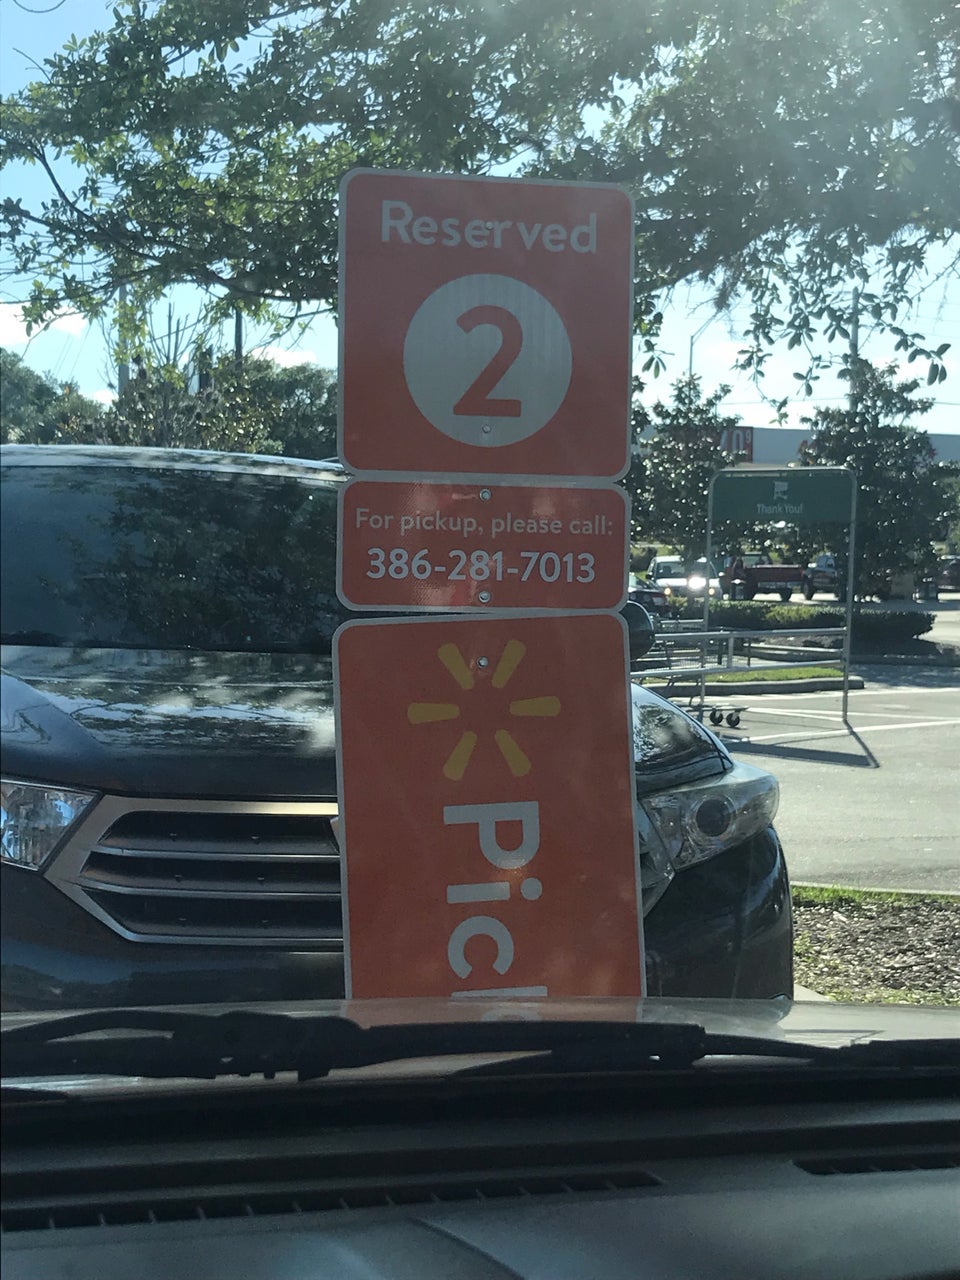 Reserved
2
For pickup, please call:
386-281-7013
Pic
Thank You!